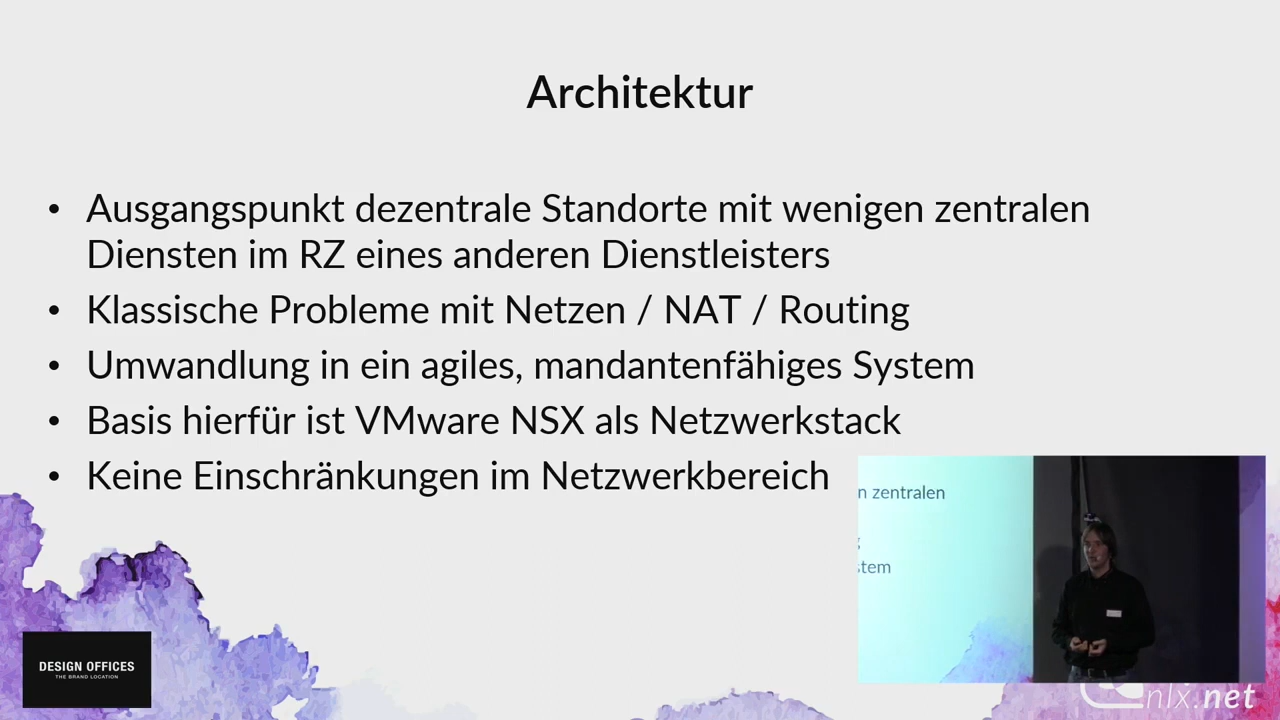 Architektur
• Ausgangspunkt dezentrale Standorte mit wenigen zentralen
Diensten im RZ eines anderen Dienstleisters
• Klassische Probleme mit Netzen / NAT / Routing
• Umwandlung in ein agiles, mandantenfähiges System
• Basis hierfür ist VMware NSX als Netzwerkstack
• Keine Einschränkungen im Netzwerkbereich
n zentralen
stem
DESIGN OFFICES
THE BRAND LOCATION
nlx.net